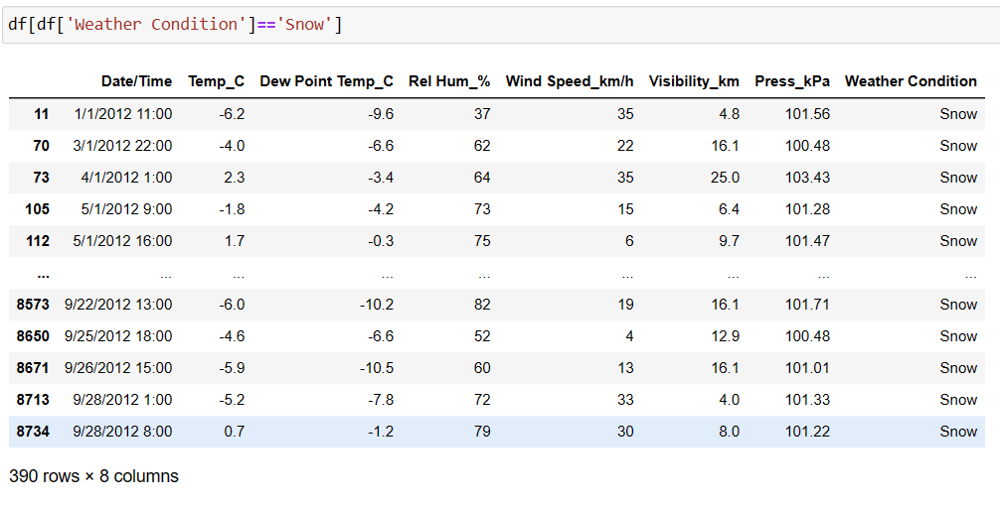 df[df['Weather Condition']=='Snow']
Date/Time Temp_C Dew Point Temp_C Rel Hum_% Wind Speed_km/h Visibility_km Press_kPa Weather Condition
11 1/1/2012 11:00 -6.2 -9.6 37 35 4.8 101.56 Snow
70 3/1/2012 22:00 -4.0 -6.6 62 22 16.1 100.48 Snow
73 4/1/2012 1:00 2.3 -3.4 64 35 25.0 103.43 Snow
105 5/1/2012 9:00 -1.8 -4.2 73 15 6.4 101.28 Snow
112 5/1/2012 16:00 1.7 -0.3 75 6 9.7 101.47 Snow
... ... ... ... ... ... ... ... ...
8573 9/22/2012 13:00 -6.0 -10.2 82 19 16.1 101.71 Snow
8650 9/25/2012 18:00 -4.6 -6.6 52 4 12.9 100.48 Snow
8671 9/26/2012 15:00 -5.9 -10.5 60 13 16.1 101.01 Snow
8713 9/28/2012 1:00 -5.2 -7.8 72 33 4.0 101.33 Snow
8734 9/28/2012 8:00 0.7 -1.2 79 30 8.0 101.22 Snow
390 rows × 8 columns